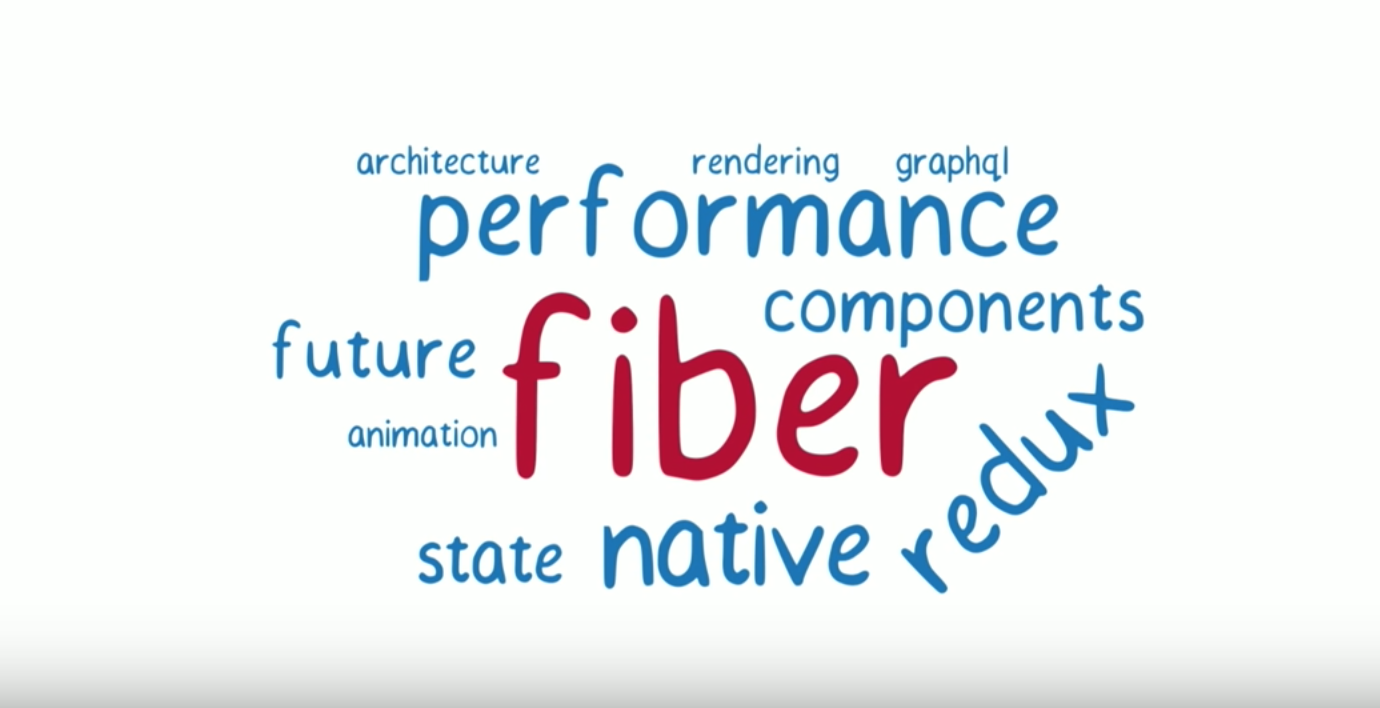 architecture rendering graphql
performance
components
future fiber
animation
redux
state native